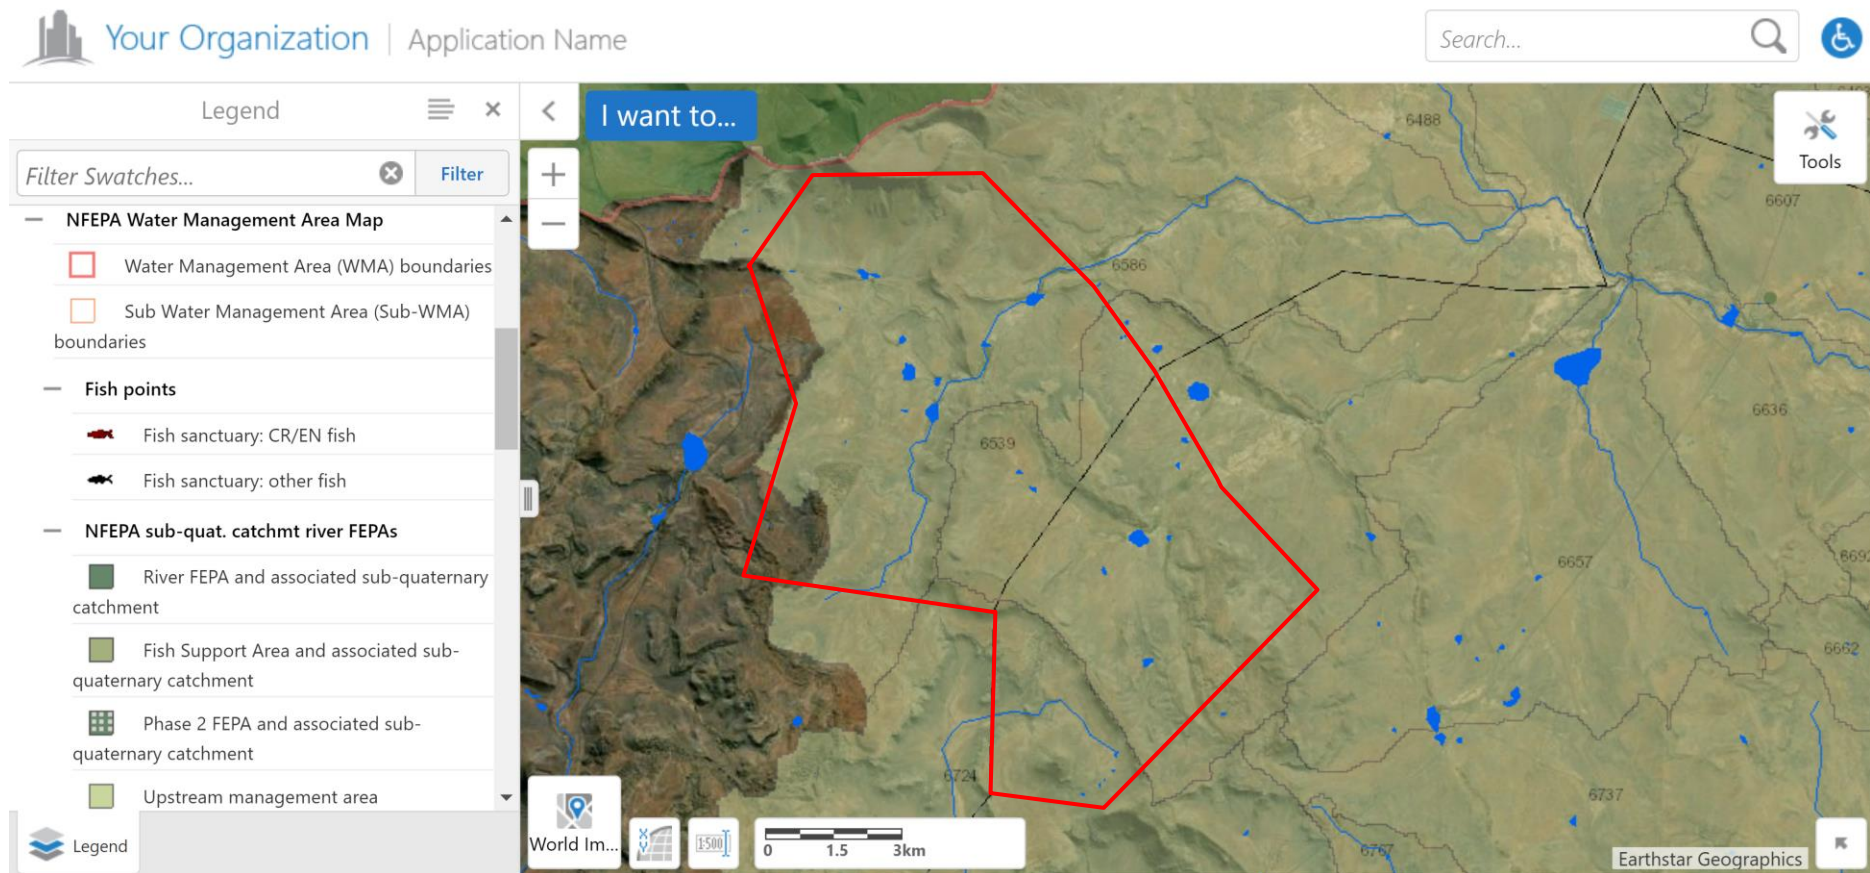 Your Organization | Application Name
Search...
Legend
I want to...
Tools
Filter Swatches...
Filter
NFEPA Water Management Area Map
Water Management Area (WMA) boundaries
Sub Water Management Area (Sub-WMA)
boundaries
Fish points
Fish sanctuary: CR/EN fish
Fish sanctuary: other fish
NFEPA sub-quat. catchmt river FEPAs
River FEPA and associated sub-quaternary
catchment
Fish Support Area and associated sub-
quaternary catchment
Phase 2 FEPA and associated sub-
quaternary catchment
Upstream management area
Legend
6488
6607
6586
6636
6539
6657
6662
6724
6737
World Im...
1:500
0 1.5 3km
Earthstar Geographics